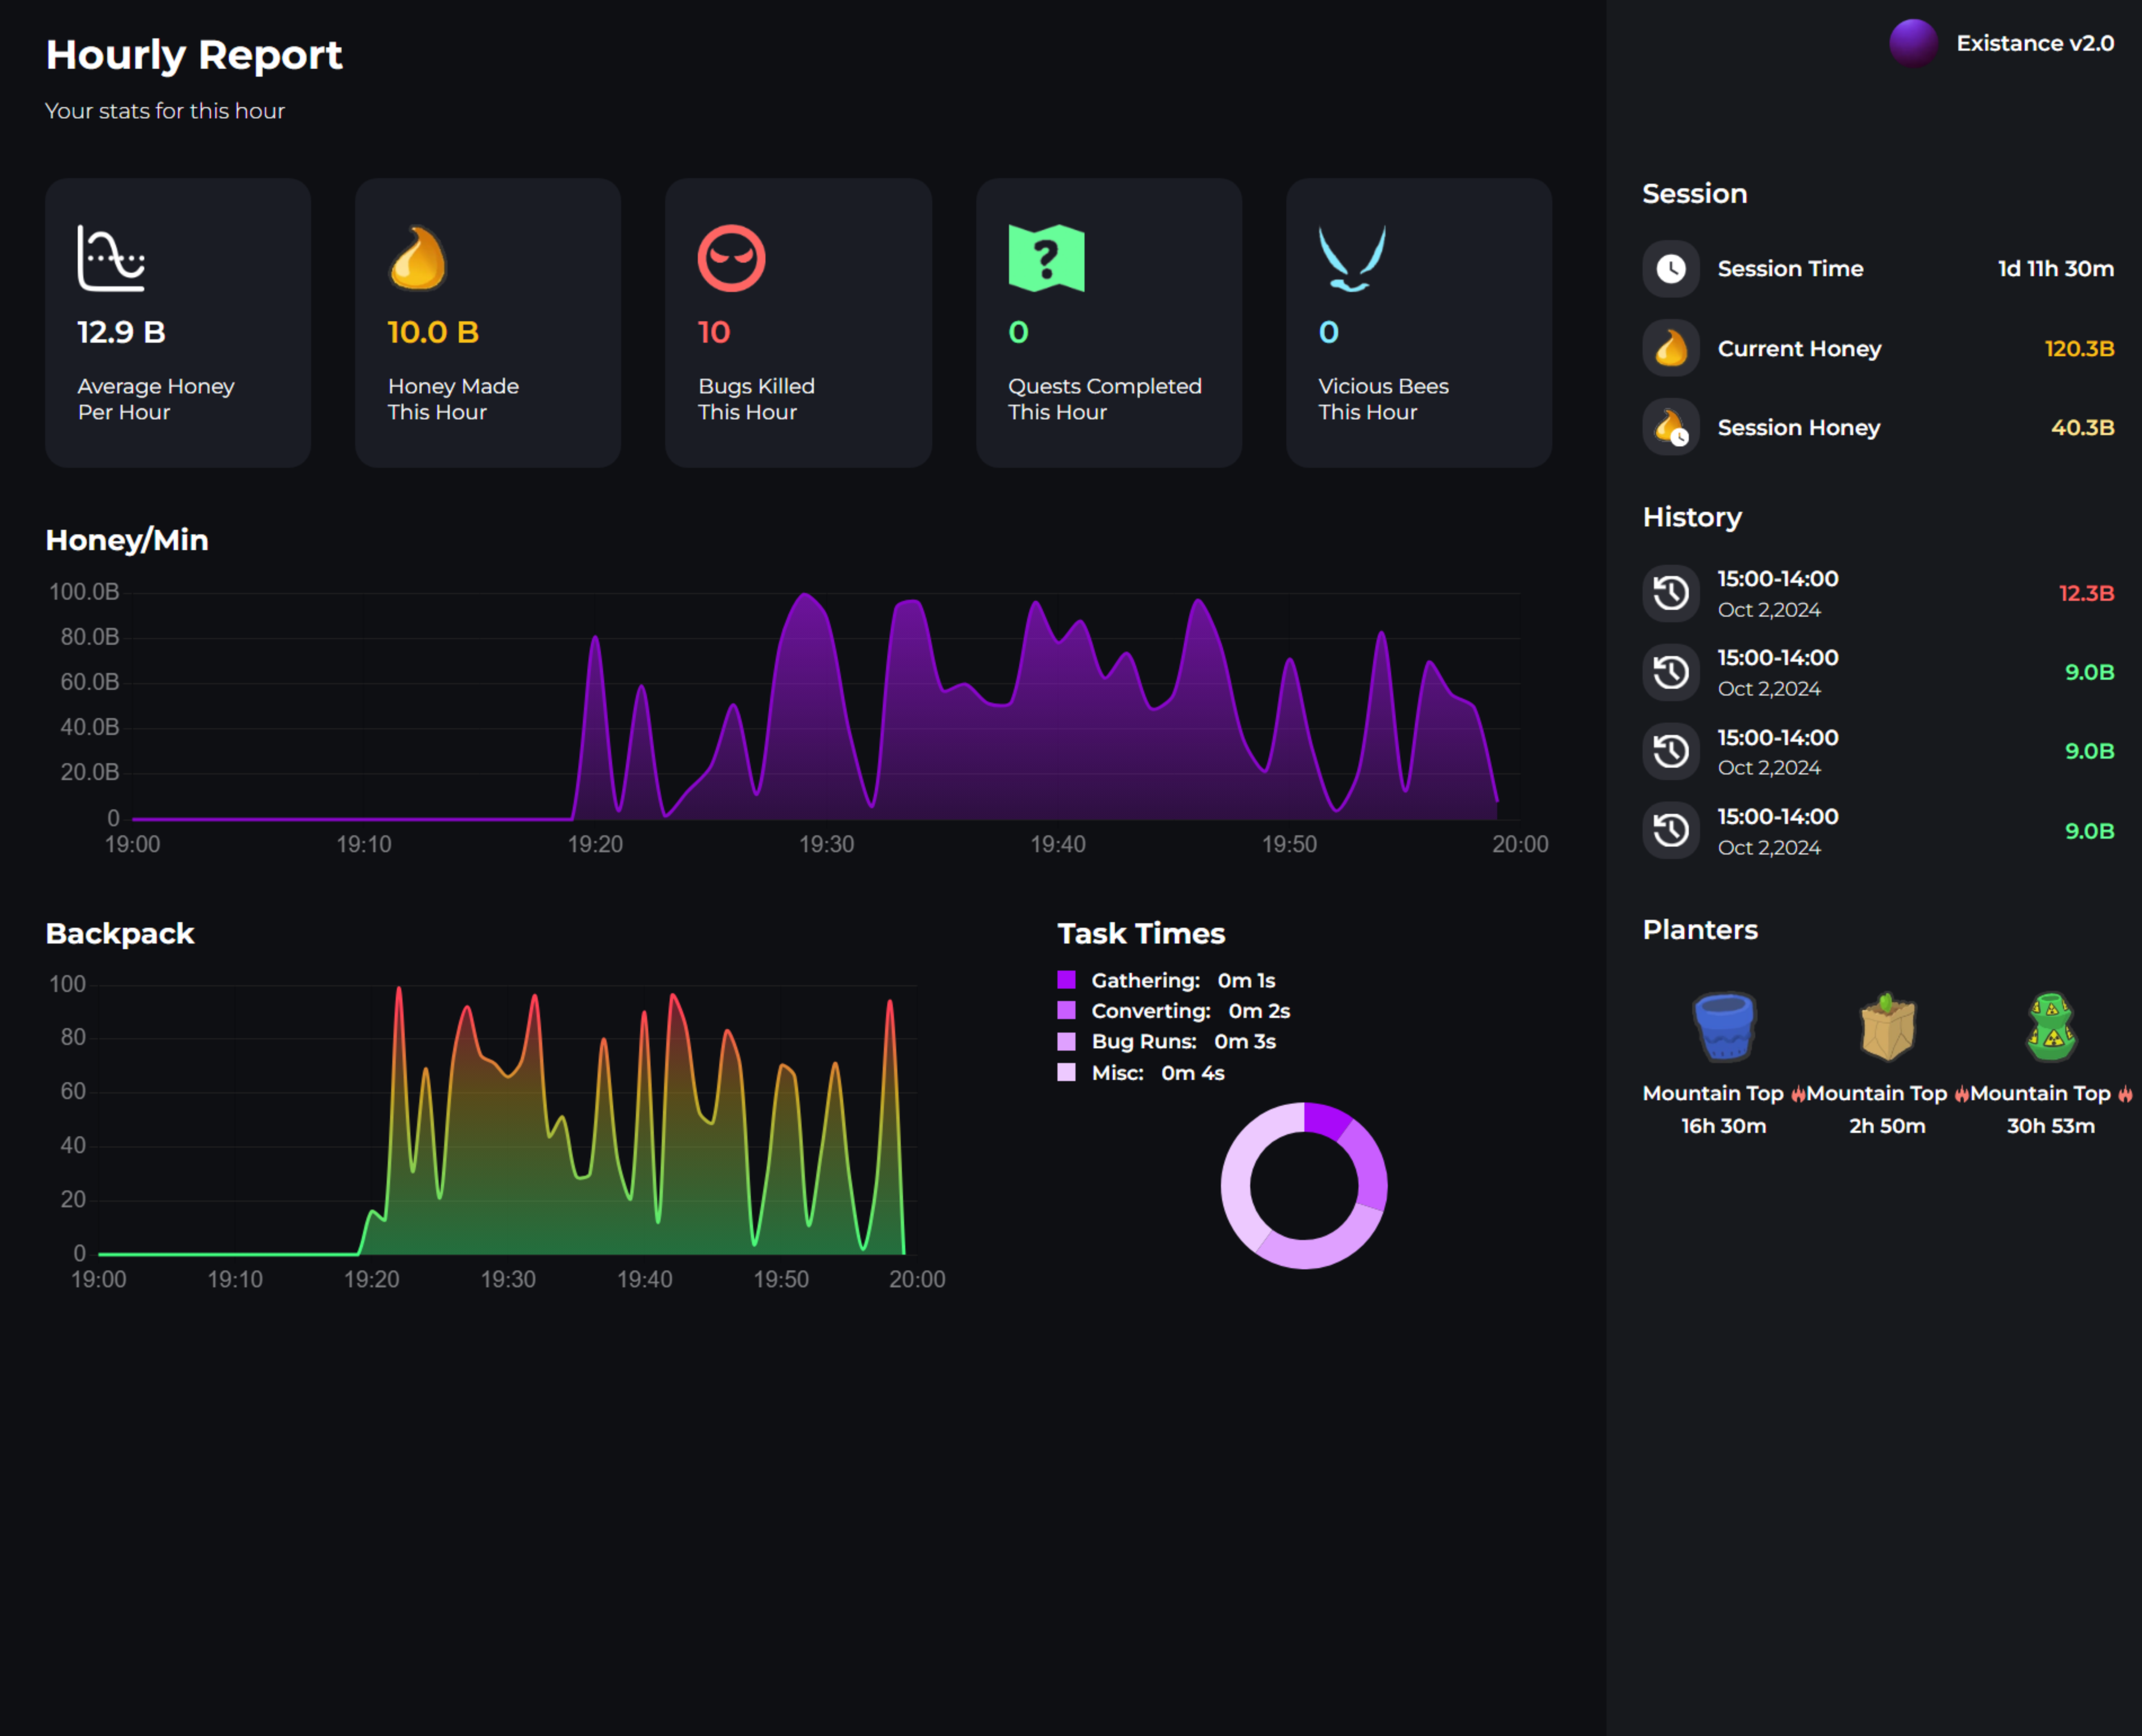 Hourly Report
Your stats for this hour
Existance v2.0
12.9 B
Average Honey
Per Hour
10.0 B
Honey Made
This Hour
10
Bugs Killed
This Hour
?
0
Quests Completed
This Hour
0
Vicious Bees
This Hour
Honey/Min
100.0B
80.0B
60.0B
40.0B
20.0B
0
19:00 19:10 19:20 19:30 19:40 19:50 20:00
Backpack
100
80
60
40
20
0
19:00 19:10 19:20 19:30 19:40 19:50 20:00
Task Times
Gathering: 0m 1s
Converting: 0m 2s
Bug Runs: 0m 3s
Misc: 0m 4s
Session
Session Time 1d 11h 30m
Current Honey 120.3B
Session Honey 40.3B
History
15:00-14:00 12.3B
Oct 2,2024
15:00-14:00 9.0B
Oct 2,2024
15:00-14:00 9.0B
Oct 2,2024
15:00-14:00 9.0B
Oct 2,2024
Planters
Mountain Top Mountain Top Mountain Top
16h 30m 2h 50m 30h 53m